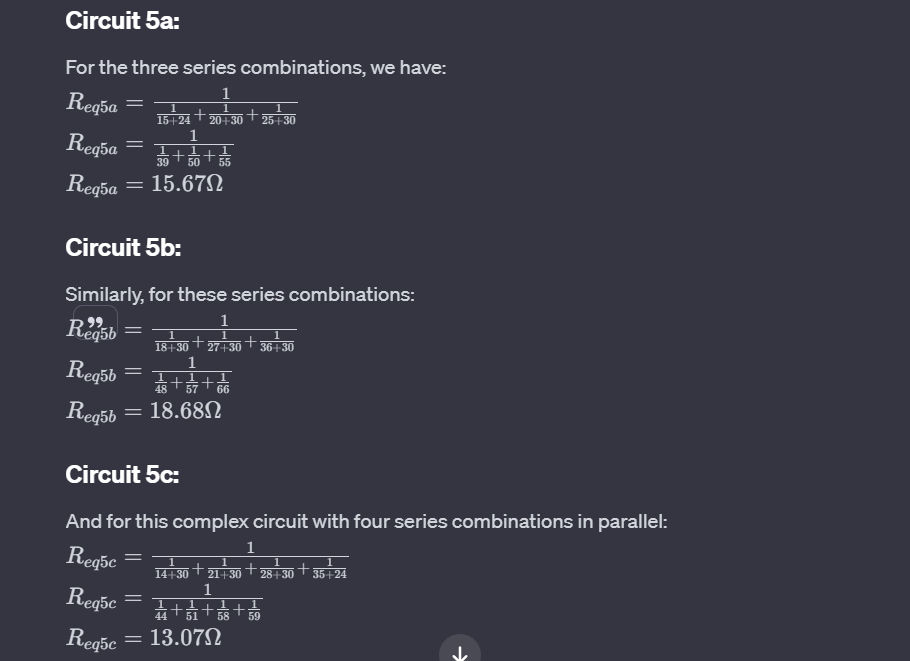 Circuit 5a:
For the three series combinations, we have:
R_{eq5a} = \frac{1}{\frac{1}{15+24}+\frac{1}{20+30}+\frac{1}{25+30}}
R_{eq5a} = \frac{1}{\frac{1}{39}+\frac{1}{50}+\frac{1}{55}}
R_{eq5a} = 15.67Ω
Circuit 5b:
Similarly, for these series combinations:
R_{eq5b} = \frac{1}{\frac{1}{18+30}+\frac{1}{27+30}+\frac{1}{36+30}}
R_{eq5b} = \frac{1}{\frac{1}{48}+\frac{1}{57}+\frac{1}{66}}
R_{eq5b} = 18.68Ω
Circuit 5c:
And for this complex circuit with four series combinations in parallel:
R_{eq5c} = \frac{1}{\frac{1}{14+30}+\frac{1}{21+30}+\frac{1}{28+30}+\frac{1}{35+24}}
R_{eq5c} = \frac{1}{\frac{1}{44}+\frac{1}{51}+\frac{1}{58}+\frac{1}{59}}
R_{eq5c} = 13.07Ω